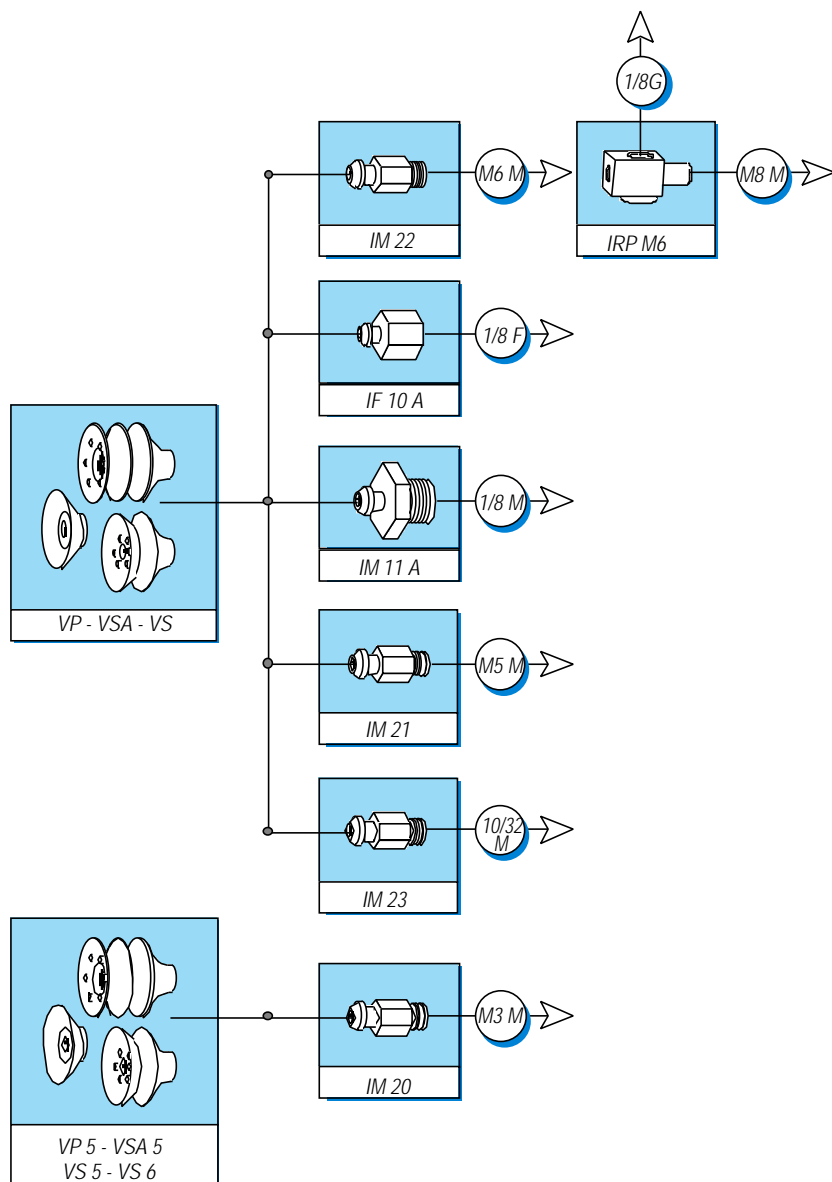 1/8G
M6 M
M8 M
IM 22
IRP M6
1/8 F
IF 10 A
1/8 M
IM 11 A
VP - VSA - VS
M5 M
IM 21
10/32
M
IM 23
M3 M
IM 20
VP 5 - VSA 5
VS 5 - VS 6